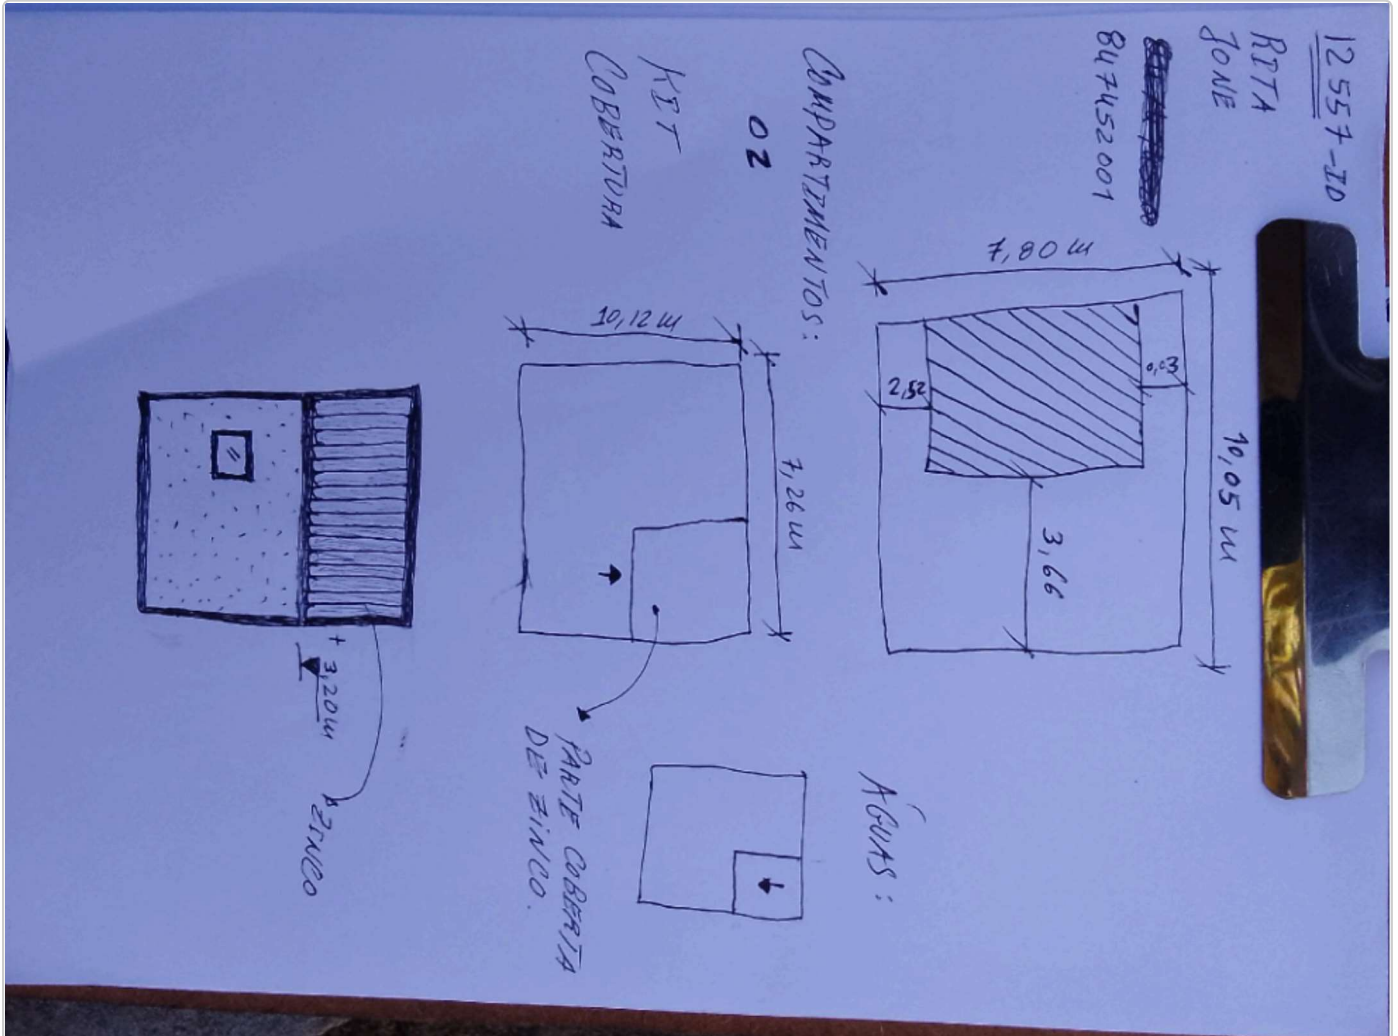 12557-ID
RITA
JONE
847452001
7,80 m
10,05 m
2,52
0,03
3,66
COMPARTIMENTOS:
02
KIT
COBERTURA
10,12 m
7,26 m
PARTE COBERTA
DE ZINCO.
ÁGUAS:
+ 3,20 m
ZINCO